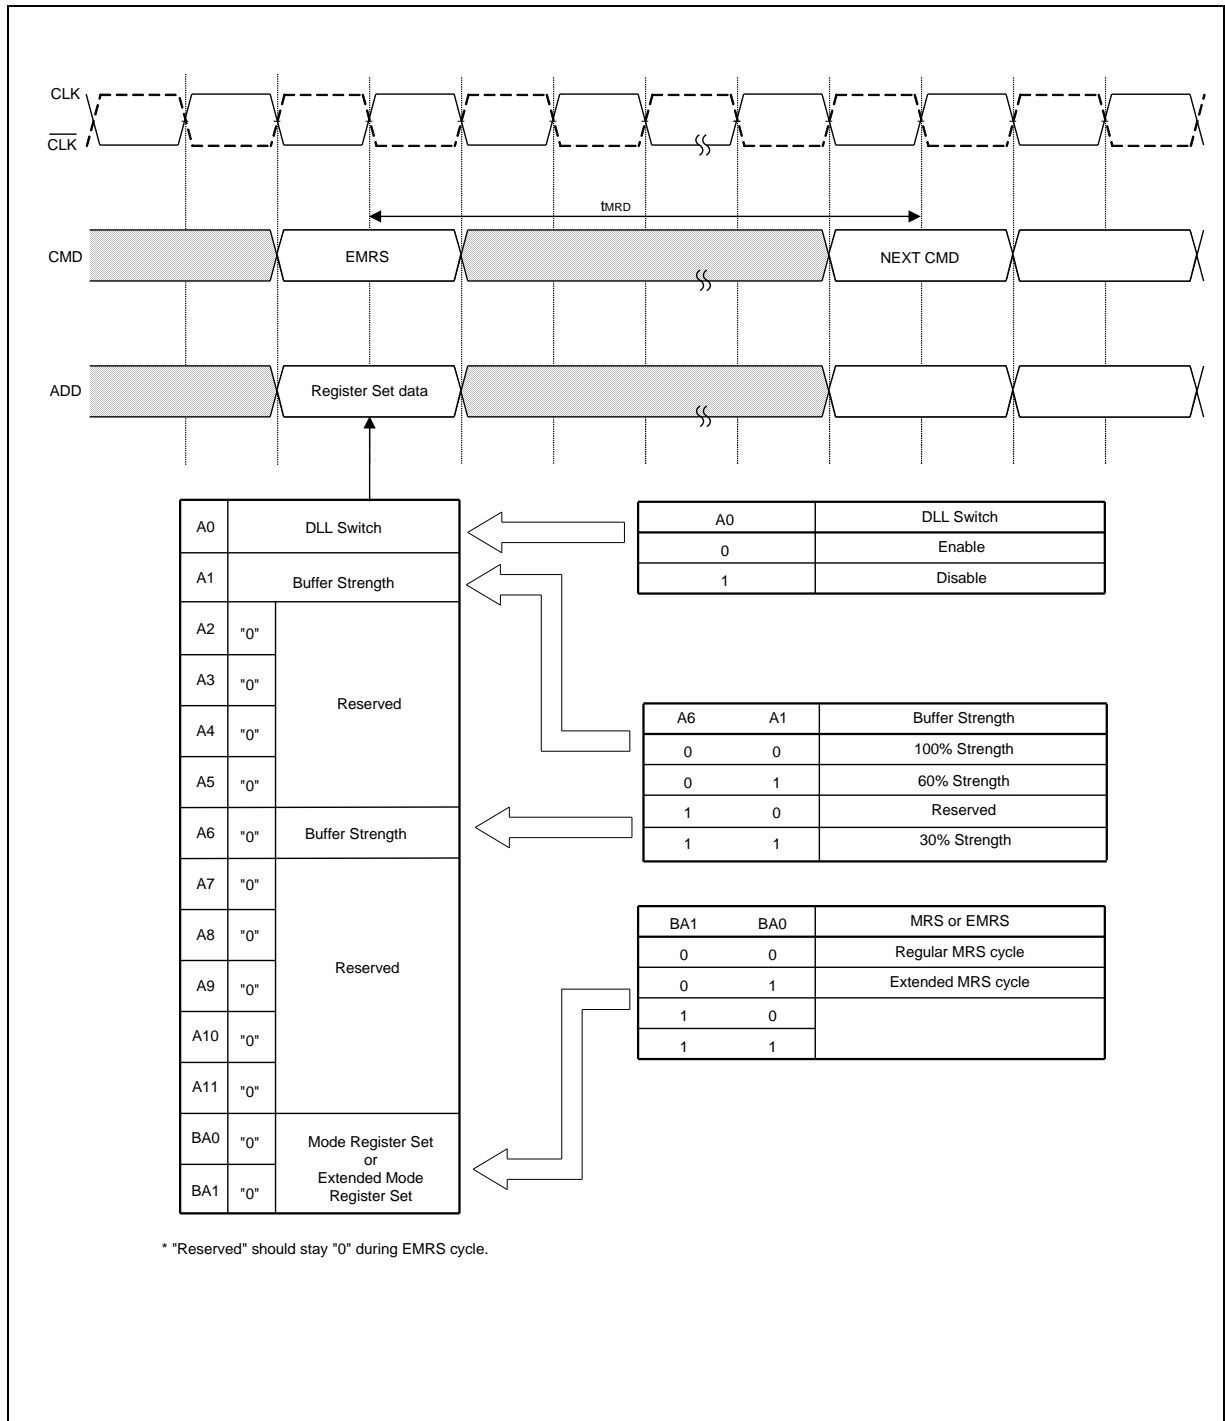 CLK
CLK
tMRD
CMD
EMRS
NEXT CMD
ADD
Register Set data
A0 DLL Switch
A1 Buffer Strength
A2 "0"
A3 "0"
Reserved
A4 "0"
A5 "0"
A6 "0" Buffer Strength
A7 "0"
A8 "0"
Reserved
A9 "0"
A10 "0"
A11 "0"
BA0 "0"
BA1 "0"
Mode Register Set
or
Extended Mode
Register Set
A0 DLL Switch
0 Enable
1 Disable
A6 A1 Buffer Strength
0 0 100% Strength
0 1 60% Strength
1 0 Reserved
1 1 30% Strength
BA1 BA0 MRS or EMRS
0 0 Regular MRS cycle
0 1 Extended MRS cycle
1 0
1 1
* "Reserved" should stay "0" during EMRS cycle.